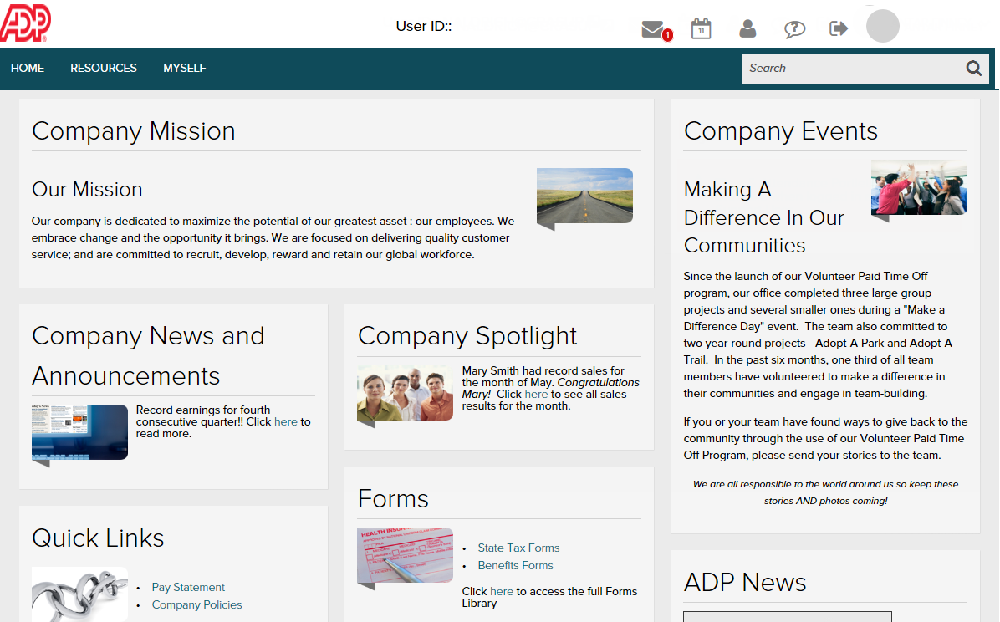 ADP
User ID::
1
11
?
HOME
RESOURCES
MYSELF
Search
Company Mission
Our Mission
Our company is dedicated to maximize the potential of our greatest asset : our employees. We
embrace change and the opportunity it brings. We are focused on delivering quality customer
service; and are committed to recruit, develop, reward and retain our global workforce.
Company News and
Announcements
Record earnings for fourth
consecutive quarter!! Click here to
read more.
Quick Links
• Pay Statement
• Company Policies
Company Spotlight
Mary Smith had record sales for
the month of May. Congratulations
Mary! Click here to see all sales
results for the month.
Forms
HEALTH INSURAN
• State Tax Forms
• Benefits Forms
Click here to access the full Forms
Library
Company Events
Making A
Difference In Our
Communities
Since the launch of our Volunteer Paid Time Off
program, our office completed three large group
projects and several smaller ones during a "Make a
Difference Day" event. The team also committed to
two year-round projects - Adopt-A-Park and Adopt-A-
Trail. In the past six months, one third of all team
members have volunteered to make a difference in
their communities and engage in team-building.
If you or your team have found ways to give back to the
community through the use of our Volunteer Paid Time
Off Program, please send your stories to the team.
We are all responsible to the world around us so keep these
stories AND photos coming!
ADP News